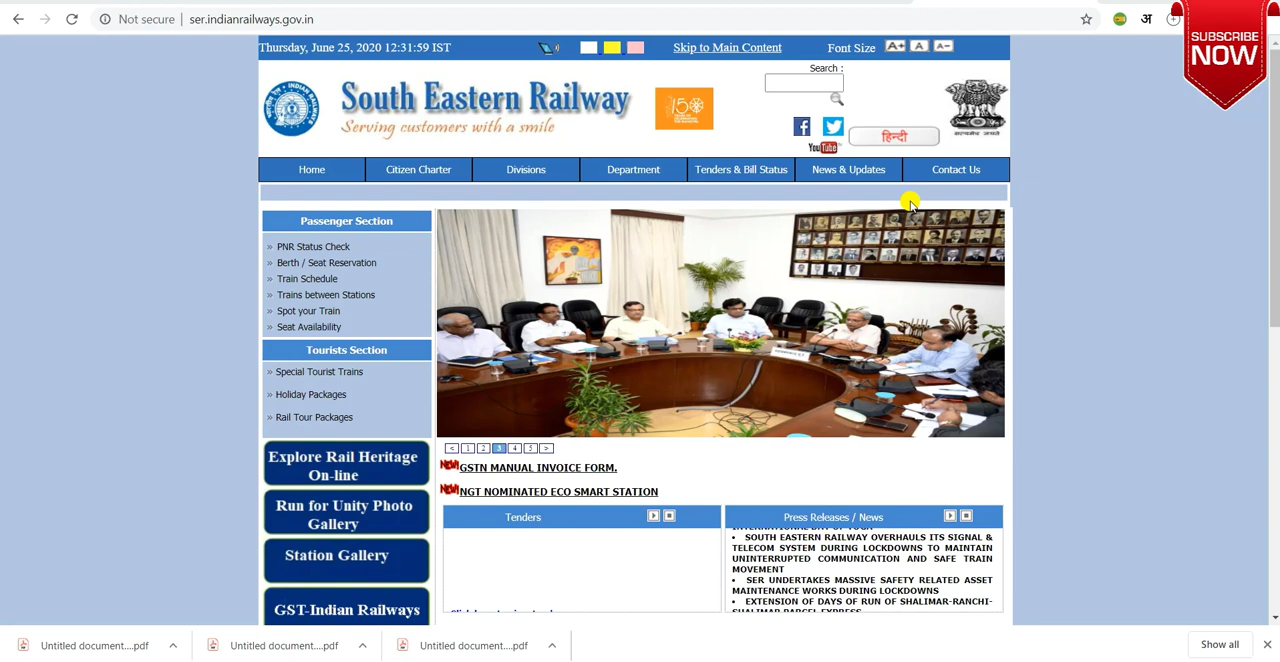 Not secure | ser.indianrailways.gov.in
अ
SUBSCRIBE
NOW
Thursday, June 25, 2020 12:31:59 IST
Skip to Main Content
Font Size A+ A A-
South Eastern Railway
Serving customers with a smile
Search :
हिन्दी
You Tube
Home
Citizen Charter
Divisions
Department
Tenders & Bill Status
News & Updates
Contact Us
Passenger Section
» PNR Status Check
» Berth / Seat Reservation
» Train Schedule
» Trains between Stations
» Spot your Train
» Seat Availability
Tourists Section
» Special Tourist Trains
» Holiday Packages
» Rail Tour Packages
Explore Rail Heritage
On-line
Run for Unity Photo
Gallery
Station Gallery
GST-Indian Railways
< 1 2 3 4 5 >
NEW! GSTN MANUAL INVOICE FORM.
NEW! NGT NOMINATED ECO SMART STATION
Tenders
Press Releases / News
INTERNATIONAL DAY OF YOGA
• SOUTH EASTERN RAILWAY OVERHAULS ITS SIGNAL &
TELECOM SYSTEM DURING LOCKDOWNS TO MAINTAIN
UNINTERRUPTED COMMUNICATION AND SAFE TRAIN
MOVEMENT
• SER UNDERTAKES MASSIVE SAFETY RELATED ASSET
MAINTENANCE WORKS DURING LOCKDOWNS
• EXTENSION OF DAYS OF RUN OF SHALIMAR-RANCHI-
SHALIMAR PARCEL EXPRESS
Untitled document....pdf
Untitled document....pdf
Untitled document....pdf
Show all